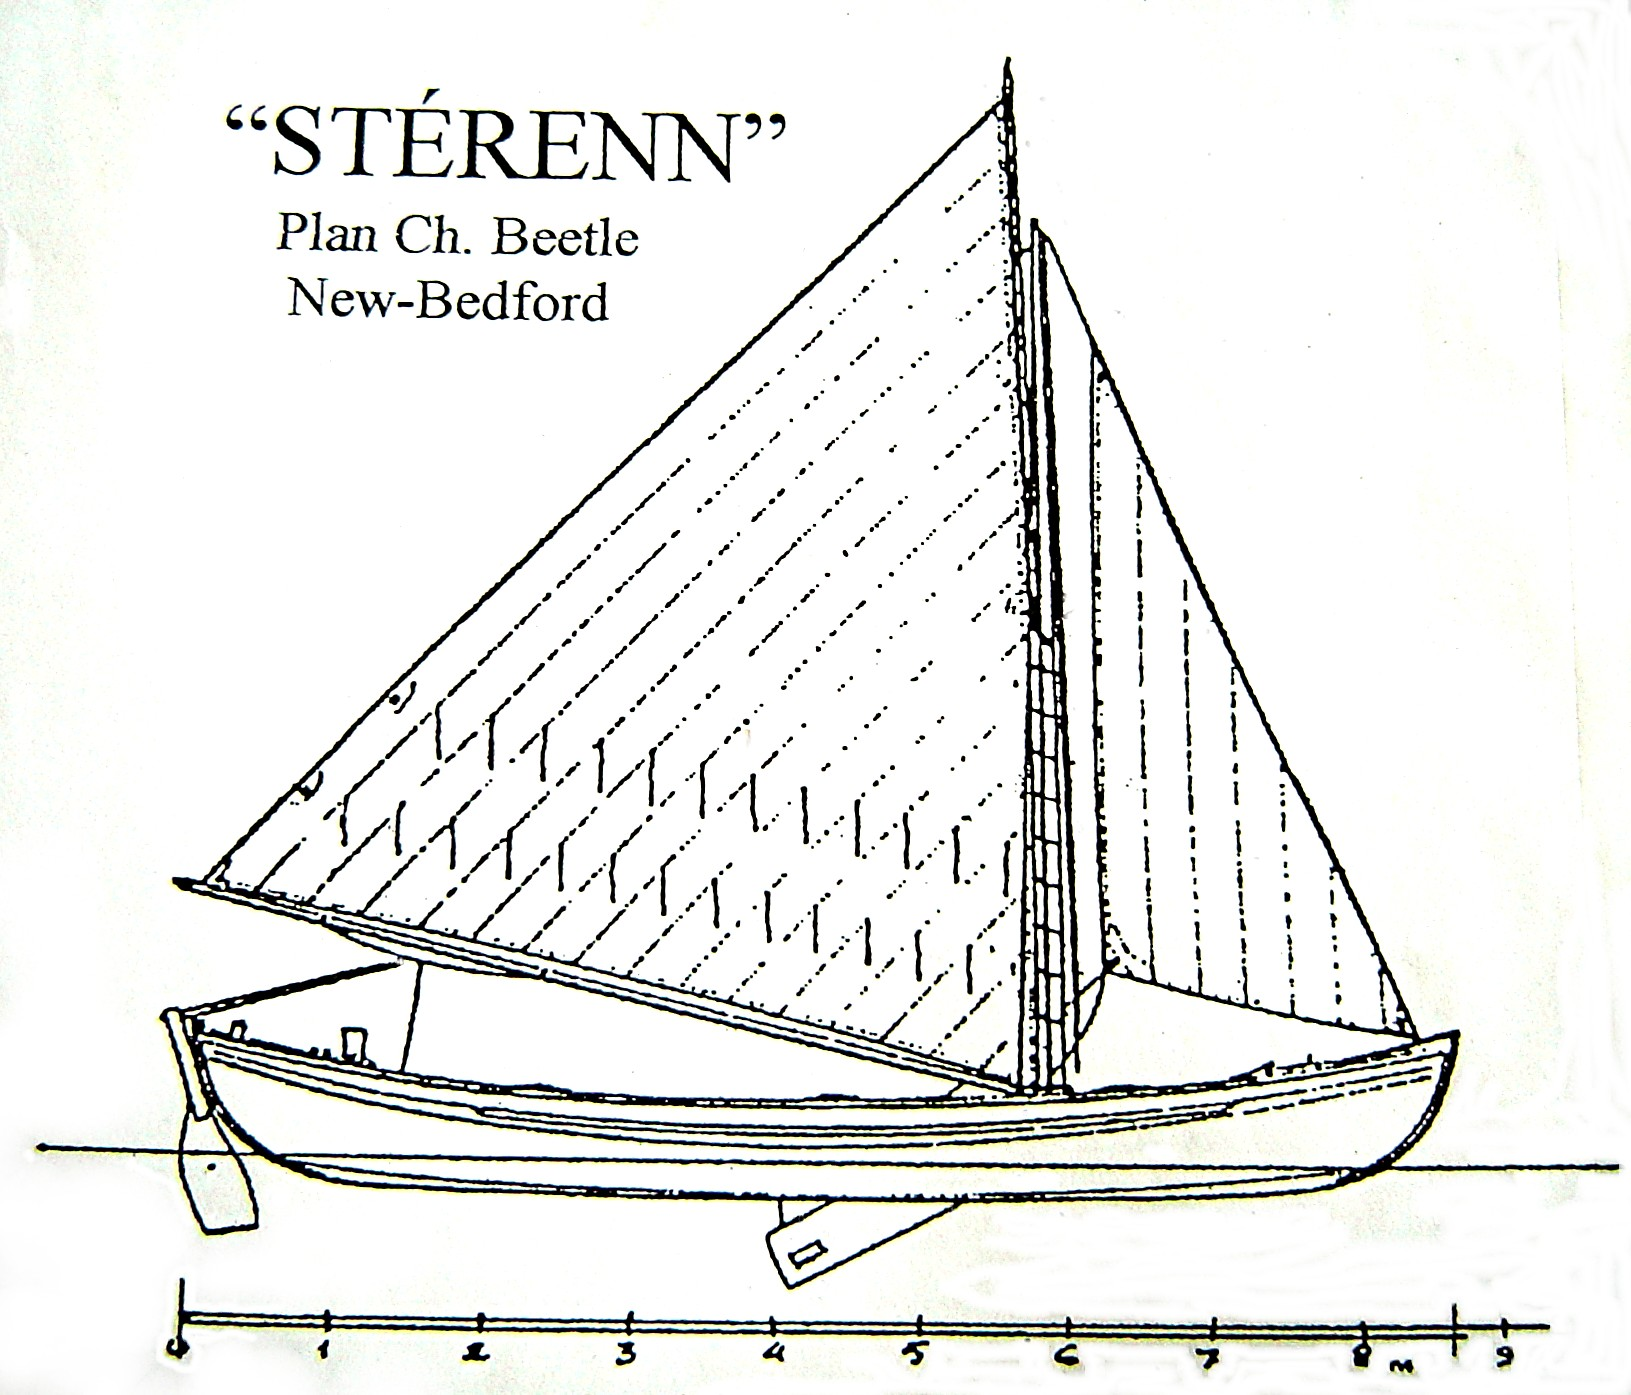 “STÉRENN”
Plan Ch. Beetle
New-Bedford
0 1 2 3 4 5 6 7 8 m 9